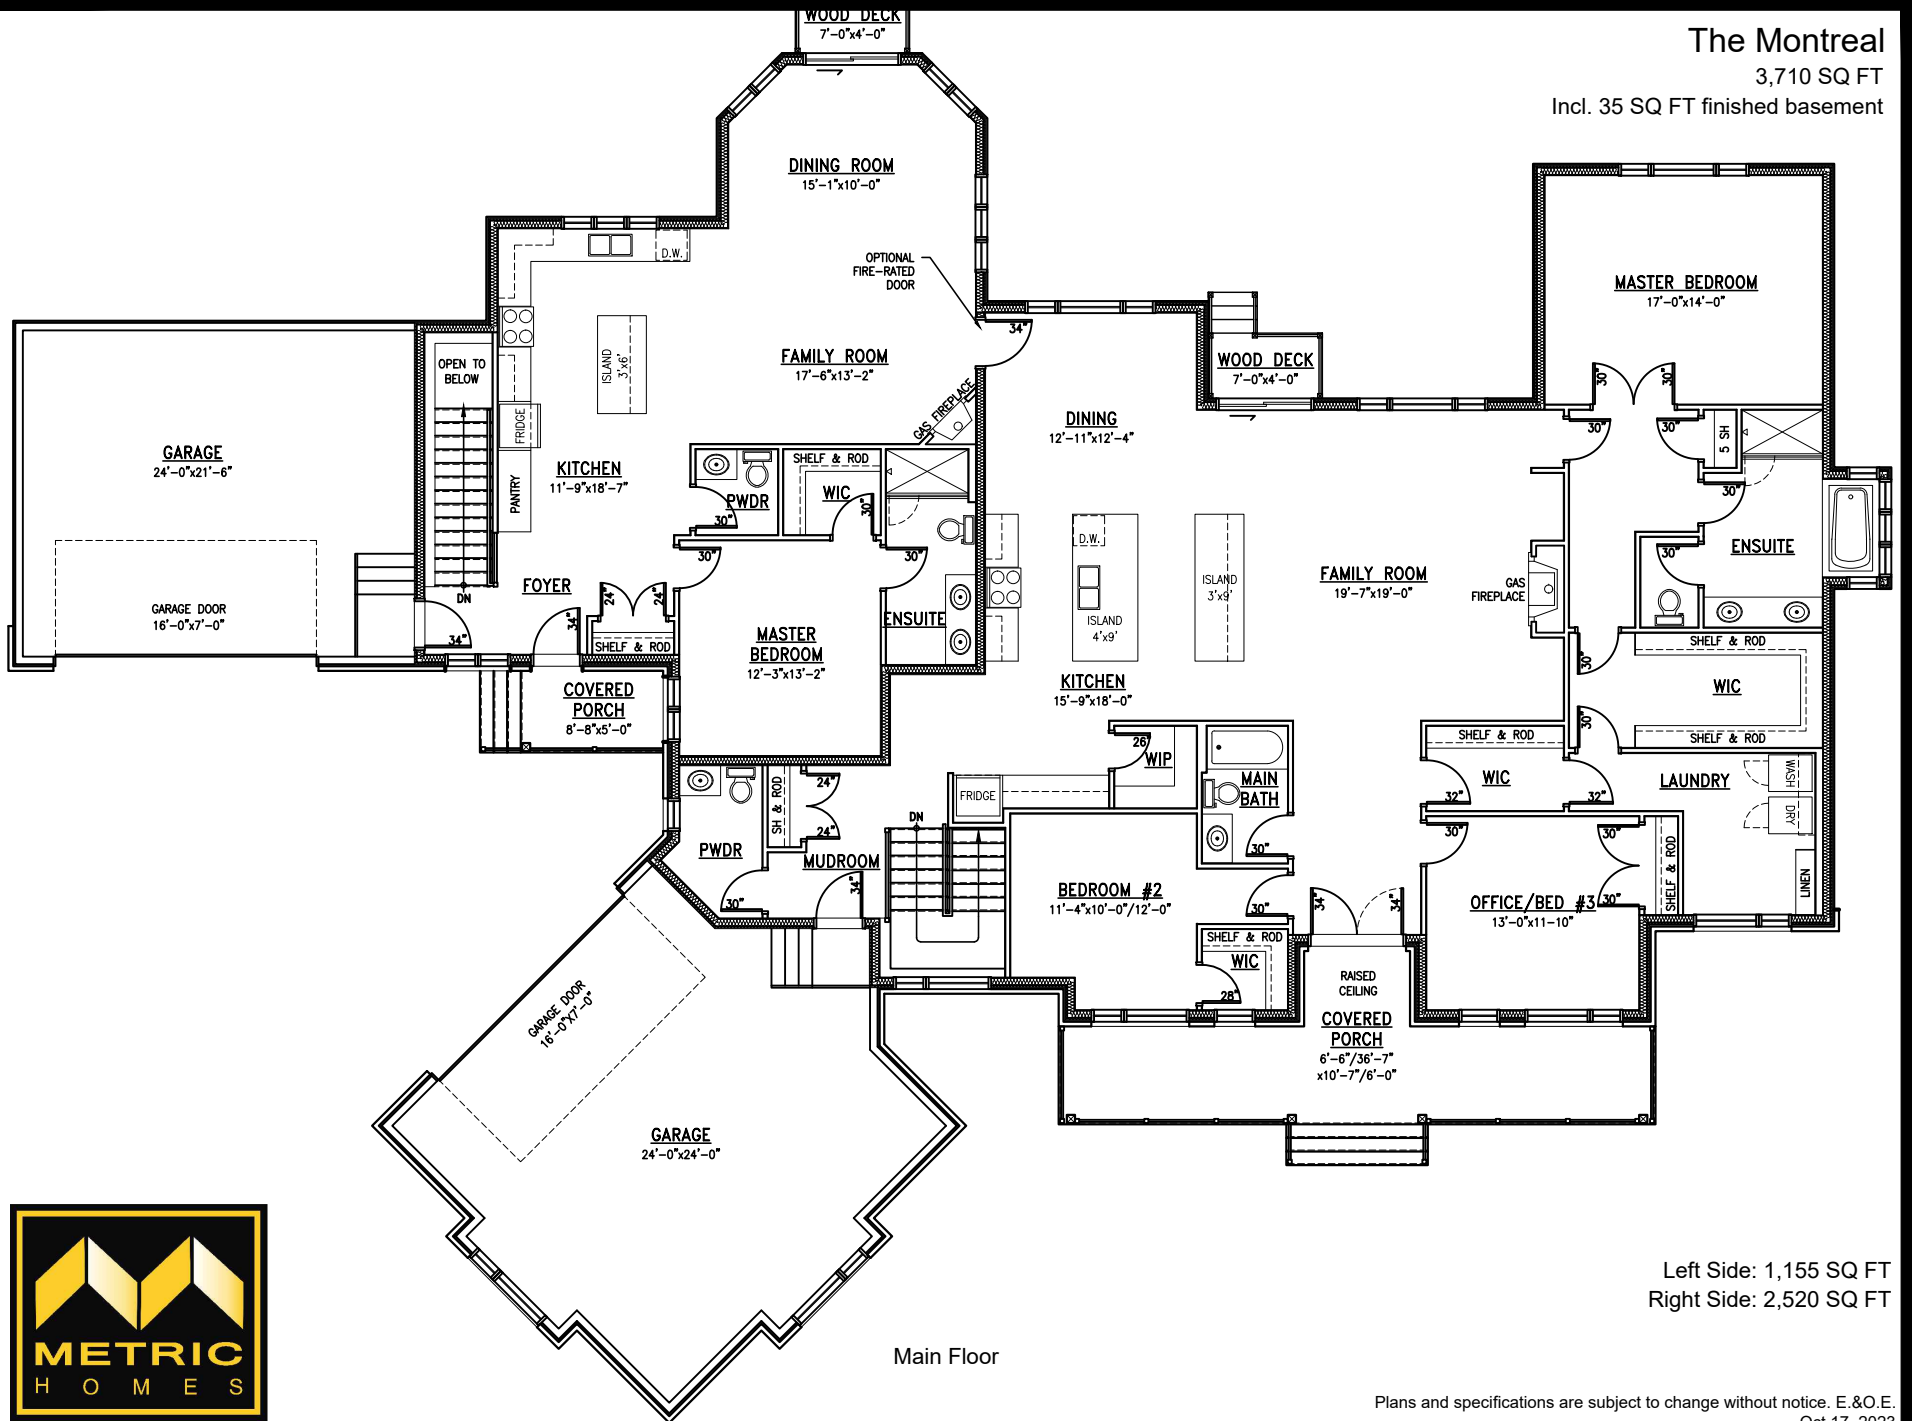 WOOD DECK
7'-0"x4'-0"
The Montreal
3,710 SQ FT
Incl. 35 SQ FT finished basement
DINING ROOM
15'-1"x10'-0"
D.W.
OPTIONAL
FIRE-RATED
DOOR
34"
ISLAND
3'x6'
FAMILY ROOM
17'-6"x13'-2"
GAS FIREPLACE
OPEN TO
BELOW
FRIDGE
PANTRY
KITCHEN
11'-9"x18'-7"
GARAGE
24'-0"x21'-6"
GARAGE DOOR
16'-0"x7'-0"
DN
34"
FOYER
34"
24"
24"
SHELF & ROD
COVERED
PORCH
8'-8"x5'-0"
PWDR
30"
SHELF & ROD
WIC
30"
30"
30"
ENSUITE
MASTER
BEDROOM
12'-3"x13'-2"
WOOD DECK
7'-0"x4'-0"
DINING
12'-11"x12'-4"
D.W.
ISLAND
4'x9'
ISLAND
3'x9'
KITCHEN
15'-9"x18'-0"
FAMILY ROOM
19'-7"x19'-0"
GAS
FIREPLACE
MASTER BEDROOM
17'-0"x14'-0"
30"
30"
30"
30"
5 SH
30"
30"
ENSUITE
SHELF & ROD
30"
WIC
30"
SHELF & ROD
SHELF & ROD
WIC
32"
32"
LAUNDRY
WASH
DRY
LINEN
26"
WIP
FRIDGE
MAIN
BATH
30"
PWDR
30"
SH & ROD
24"
24"
MUDROOM
34"
DN
BEDROOM #2
11'-4"x10'-0"/12'-0"
30"
SHELF & ROD
WIC
28"
34"
34"
30"
OFFICE/BED #3
13'-0"x11-10"
30"
30"
SHELF & ROD
RAISED
CEILING
COVERED
PORCH
6'-6"/36'-7"
x10'-7"/6'-0"
GARAGE DOOR
16'-0"X7'-0"
GARAGE
24'-0"x24'-0"
METRIC
HOMES
Main Floor
Left Side: 1,155 SQ FT
Right Side: 2,520 SQ FT
Plans and specifications are subject to change without notice. E.&O.E.
Oct 17, 2023